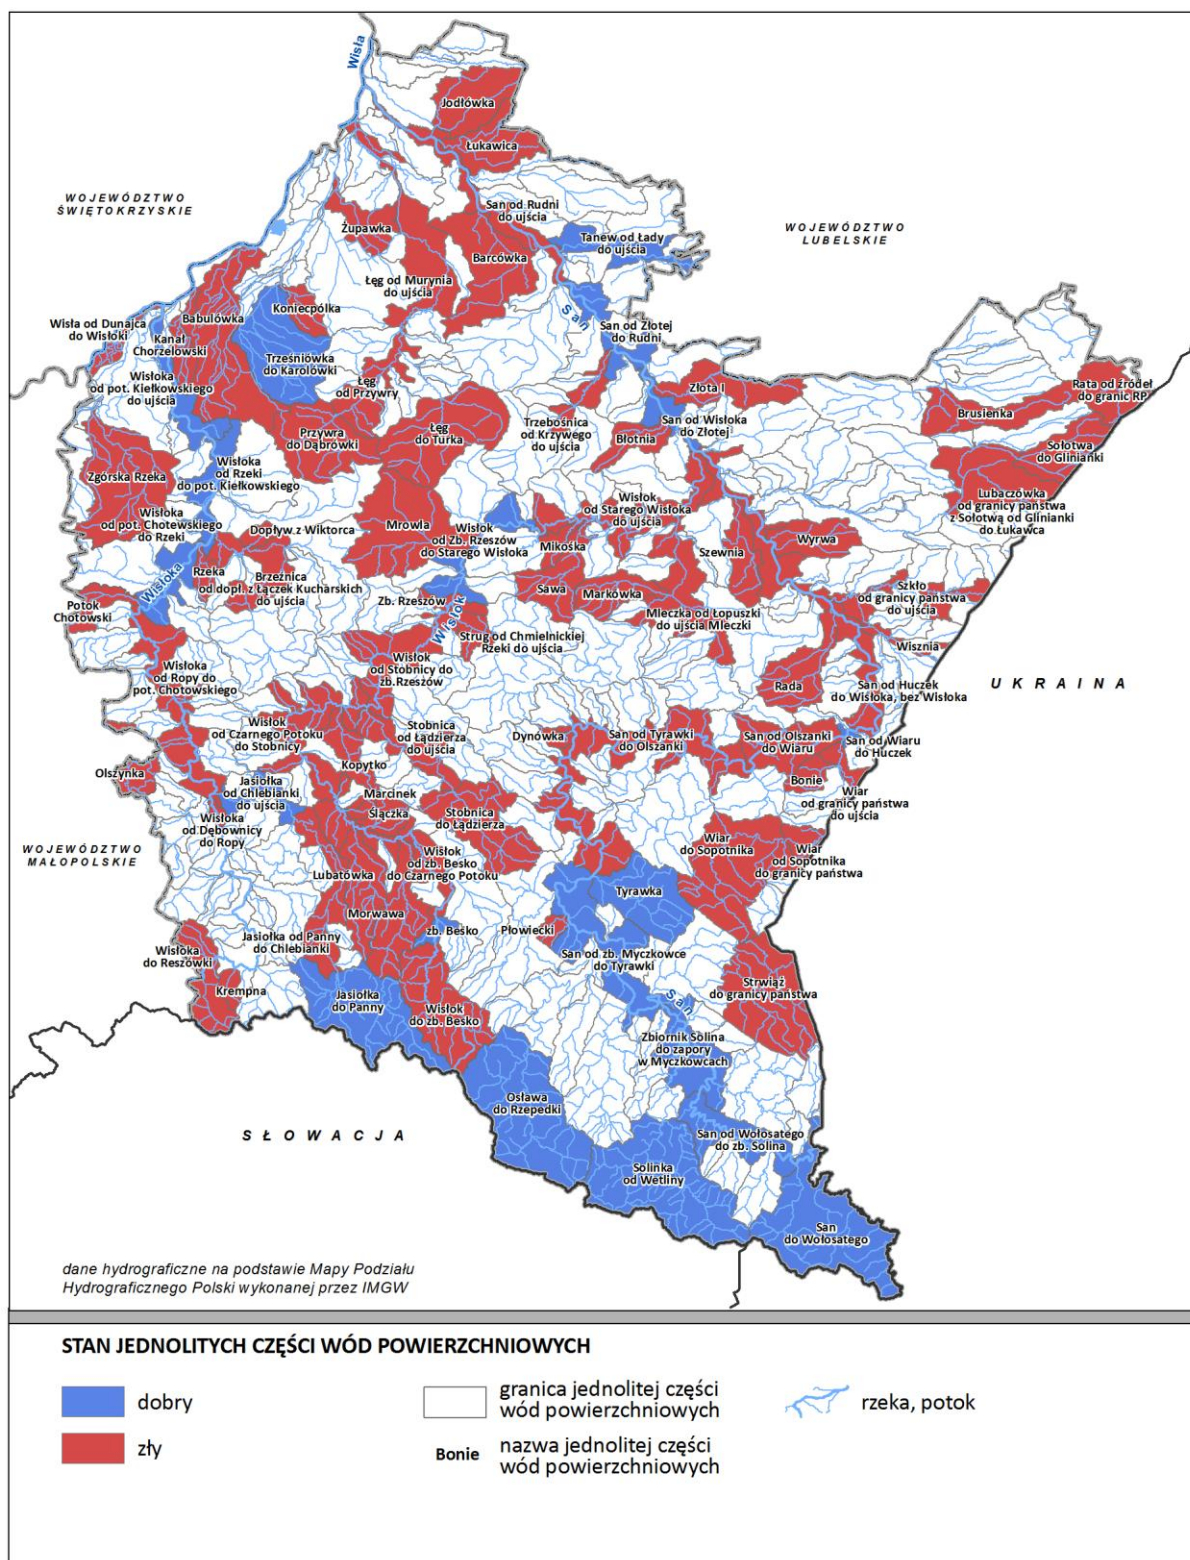 Wisła
Jodłówka
Łukawica
WOJEWÓDZTWO
ŚWIĘTOKRZYSKIE
San od Rudni
do ujścia
Żupawka
Tanew od Łady
do ujścia
WOJEWÓDZTWO
LUBELSKIE
Barcówka
Łęg od Murynia
do ujścia
San
Koniecpólka
Babulówka
Wisła od Dunajca
do Wisłoki
Kanał
Chorzelowski
San od Złotej
do Rudni
Trześniówka
do Karolówki
Wisłoka
od pot. Kiełkowskiego
do ujścia
Łęg
od Przywry
Złota I
Rata od źródeł
do granic RP
Brusienka
Przywra
do Dąbrówki
Łęg
do Turka
Trzebośnica
od Krzywego
do ujścia
San od Wisłoka
do Złotej
Błotnia
Sołotwa
do Glinianki
Zgórska Rzeka
Wisłoka
od Rzeki
do pot. Kiełkowskiego
Lubaczówka
od granicy państwa
z Sołotwą od Glinianki
do Łukawca
Wisłoka
od pot. Chotewskiego
do Rzeki
Dopływ z Wiktorca
Mrowla
Wisłok
od Zb. Rzeszów
do Starego Wisłoka
Wisłok
od Starego Wisłoka
do ujścia
Mikośka
Szewnia
Wyrwa
Wisłoka
Rzeka
Brzeźnica
od dopł. z Łączek Kucharskich
do ujścia
Zb. Rzeszów
Sawa
Markówka
Szkło
od granicy państwa
do ujścia
Potok
Chotowski
Wisłok
Mleczka od Łopuszki
do ujścia Mleczki
Strug od Chmielnickiej
Rzeki do ujścia
Wisznia
Wisłoka
od Ropy do
pot. Chotowskiego
Wisłok
od Stobnicy do
zb.Rzeszów
Rada
San od Huczek
do Wisłoka, bez Wisłoka
UKRAINA
Wisłok
od Czarnego Potoku
do Stobnicy
Stobnica
od Łądzierza
do ujścia
Dynówka
San od Tyrawki
do Olszanki
San od Olszanki
do Wiaru
San od Wiaru
do Huczek
Olszynka
Kopytko
Jasiołka
od Chlebianki
do ujścia
Marcinek
Bonie
Wiar
od granicy państwa
do ujścia
Ślączka
Stobnica
do Łądzierza
Wisłoka
od Dębownicy
do Ropy
WOJEWÓDZTWO
MAŁOPOLSKIE
Wiar
do Sopotnika
Wiar
od Sopotnika
do granicy państwa
Lubatówka
Wisłok
od zb. Besko
do Czarnego Potoku
Tyrawka
Morwawa
zb. Besko
Płowiecki
Jasiołka od Panny
do Chlebianki
Wisłoka
do Reszówki
San od zb. Myczkowce
do Tyrawki
Krempna
Jasiołka
do Panny
Strwiąż
do granicy państwa
San
Wisłok
do zb. Besko
Zbiornik Solina
do zapory
w Myczkowcach
Osława
do Rzepedki
SŁOWACJA
San od Wołosatego
do zb. Solina
Solinka
od Wetliny
San
do Wołosatego
dane hydrograficzne na podstawie Mapy Podziału
Hydrograficznego Polski wykonanej przez IMGW
STAN JEDNOLITYCH CZĘŚCI WÓD POWIERZCHNIOWYCH
dobry
zły
granica jednolitej części
wód powierzchniowych
Bonie
nazwa jednolitej części
wód powierzchniowych
rzeka, potok